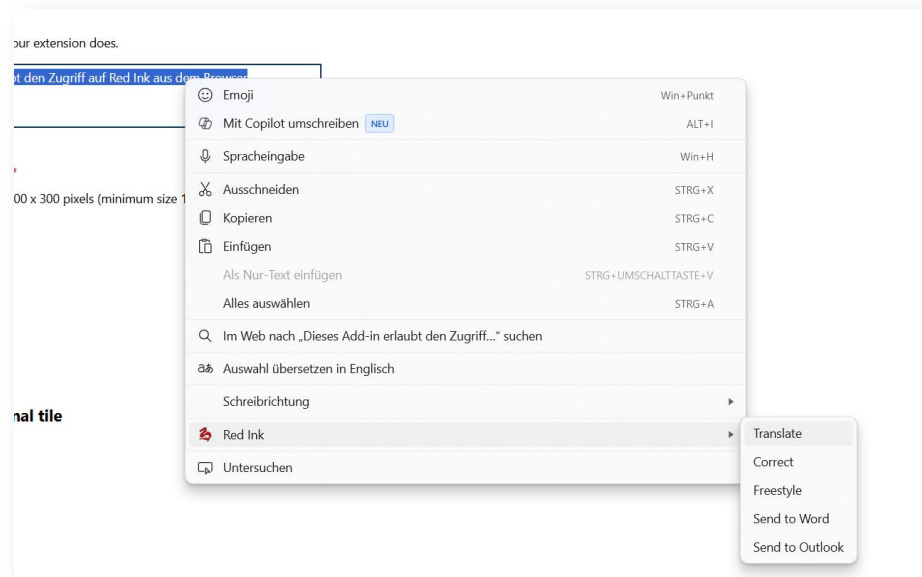 our extension does.
bt den Zugriff auf Red Ink aus dem Browser
*
00 x 300 pixels (minimum size 1
nal tile
Emoji Win+Punkt
Mit Copilot umschreiben NEU ALT+I
Spracheingabe Win+H
Ausschneiden STRG+X
Kopieren STRG+C
Einfügen STRG+V
Als Nur-Text einfügen STRG+UMSCHALTTASTE+V
Alles auswählen STRG+A
Im Web nach „Dieses Add-in erlaubt den Zugriff...“ suchen
Auswahl übersetzen in Englisch
Schreibrichtung
Red Ink
Untersuchen
Translate
Correct
Freestyle
Send to Word
Send to Outlook